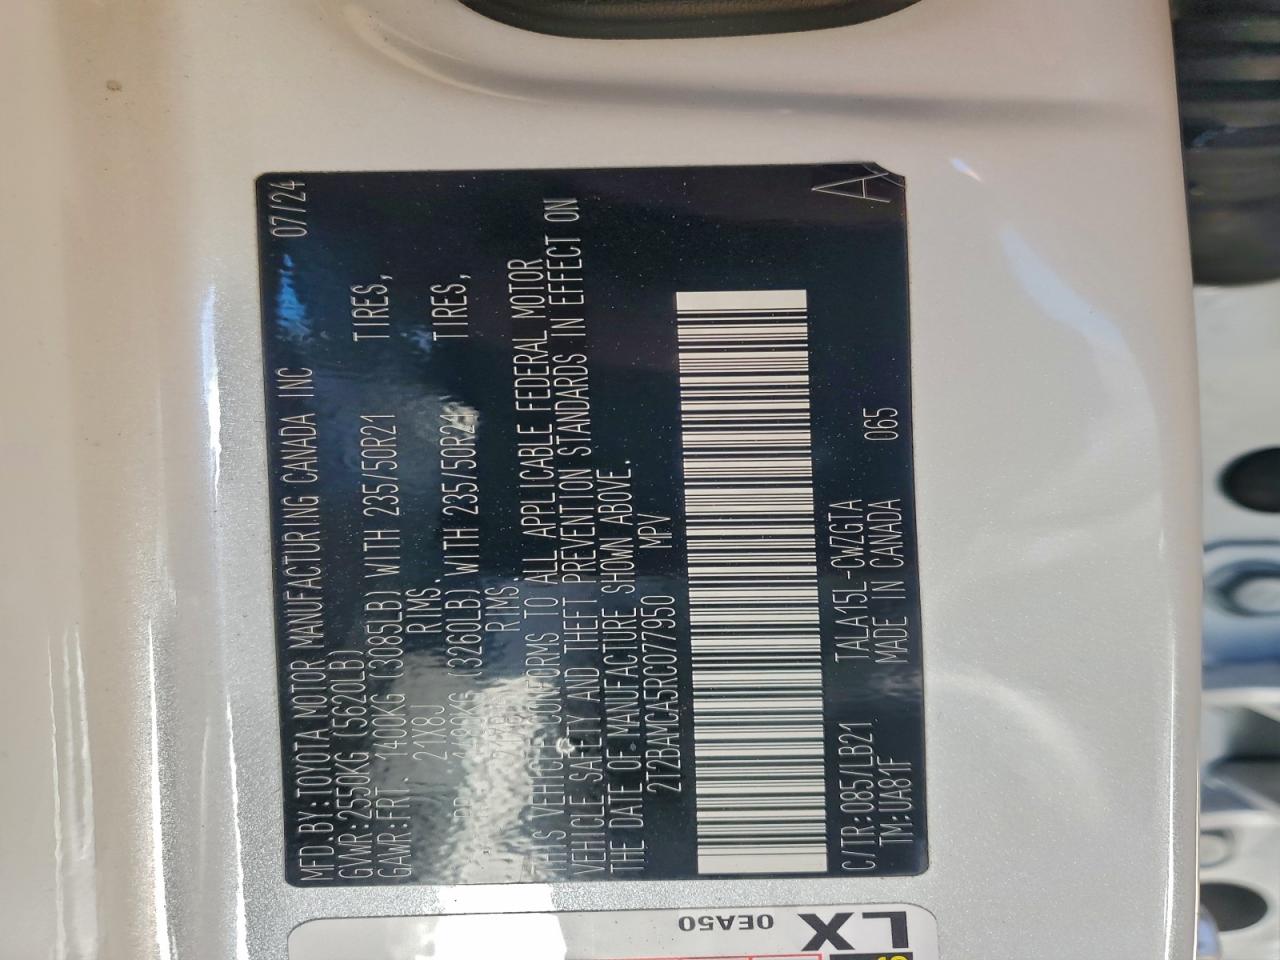 MFD.BY:TOYOTA MOTOR MANUFACTURING CANADA INC 07/24
GVWR:2550KG (5620LB)
GAWR:FRT. 1400KG (3085LB) WITH 235/50R21 TIRES,
21X8J RIMS.
RR. (3260LB) WITH 235/50R21 TIRES,
RIMS
THIS VEHICLE CONFORMS TO ALL APPLICABLE FEDERAL MOTOR
VEHICLE SAFETY AND THEFT PREVENTION STANDARDS IN EFFECT ON
THE DATE OF MANUFACTURE SHOWN ABOVE.
2T2BAMCA5RC077950 MPV
C/TR:085/LB21 TALA15L-CWZGTA
TM:UA81F MADE IN CANADA 065
A
LX
0EA50